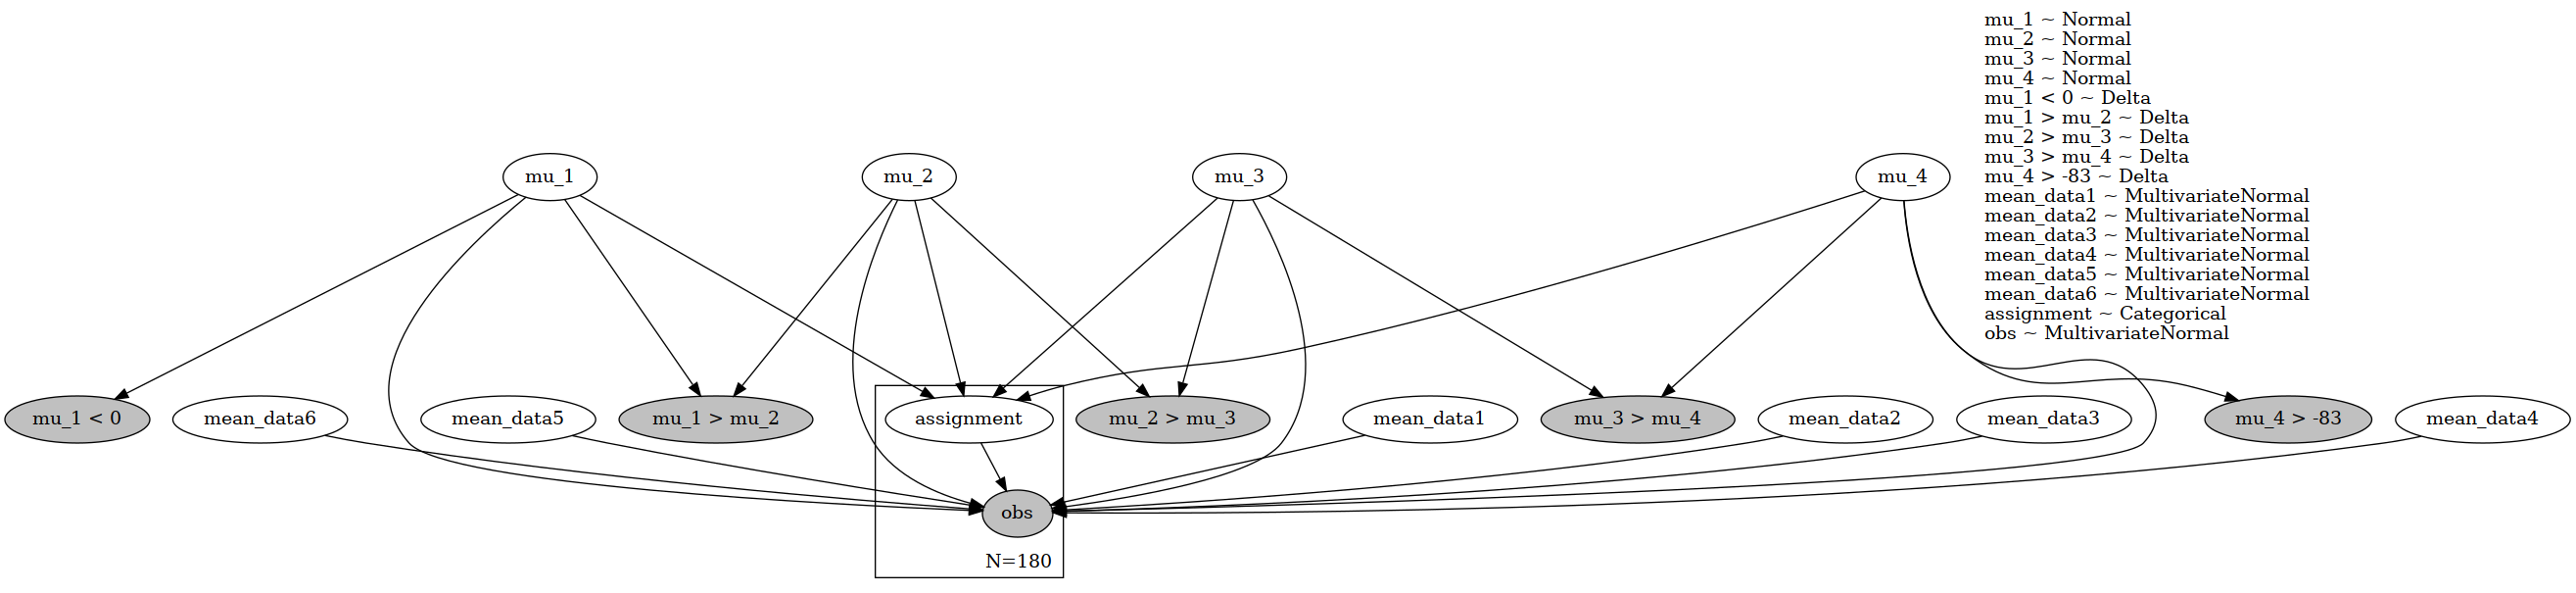 mu_1 ~ Normal
mu_2 ~ Normal
mu_3 ~ Normal
mu_4 ~ Normal
mu_1 < 0 ~ Delta
mu_1 > mu_2 ~ Delta
mu_2 > mu_3 ~ Delta
mu_3 > mu_4 ~ Delta
mu_4 > -83 ~ Delta
mean_data1 ~ MultivariateNormal
mean_data2 ~ MultivariateNormal
mean_data3 ~ MultivariateNormal
mean_data4 ~ MultivariateNormal
mean_data5 ~ MultivariateNormal
mean_data6 ~ MultivariateNormal
assignment ~ Categorical
obs ~ MultivariateNormal
mu_1
mu_2
mu_3
mu_4
mu_1 < 0
mean_data6
mean_data5
mu_1 > mu_2
assignment
mu_2 > mu_3
mean_data1
mu_3 > mu_4
mean_data2
mean_data3
mu_4 > -83
mean_data4
obs
N=180